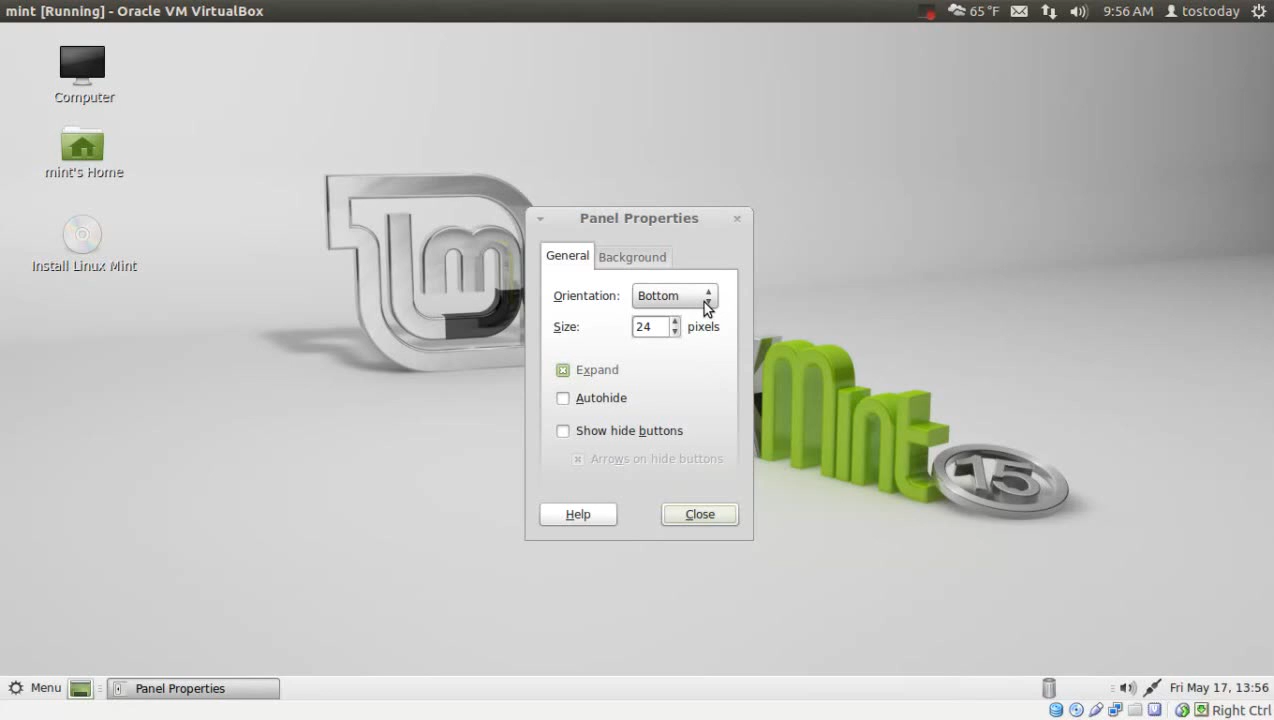 mint [Running] - Oracle VM VirtualBox
65 °F
9:56 AM
tostoday
Computer
mint's Home
Install Linux Mint
Panel Properties
General
Background
Orientation:
Bottom
Size:
24
pixels
Expand
Autohide
Show hide buttons
Arrows on hide buttons
Help
Close
Mint
15
Menu
Panel Properties
Fri May 17, 13:56
Right Ctrl